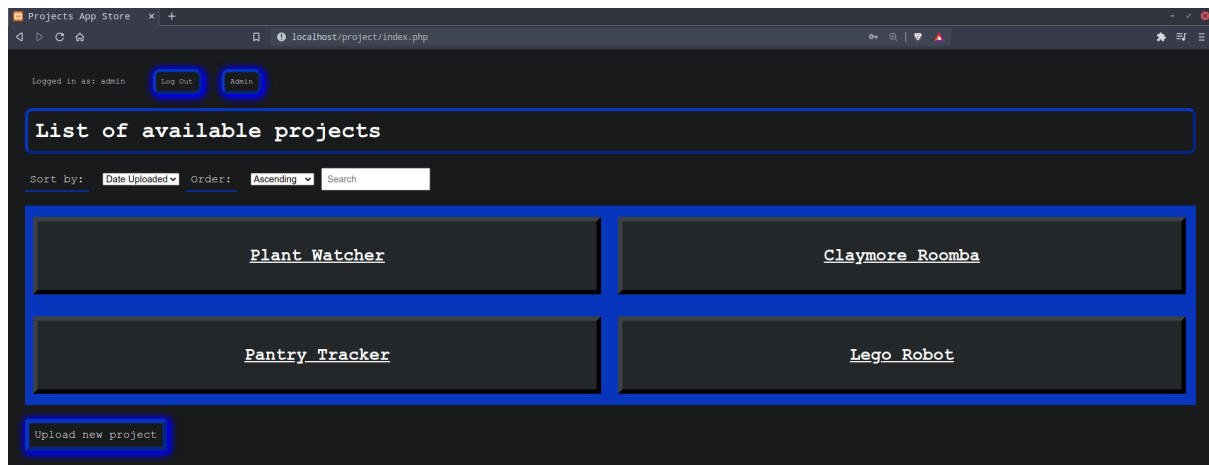 Projects App Store × +
localhost/project/index.php
Logged in as: admin Log Out Admin
List of available projects
Sort by: Date Uploaded Order: Ascending Search
Plant Watcher Claymore Roomba
Pantry Tracker Lego Robot
Upload new project